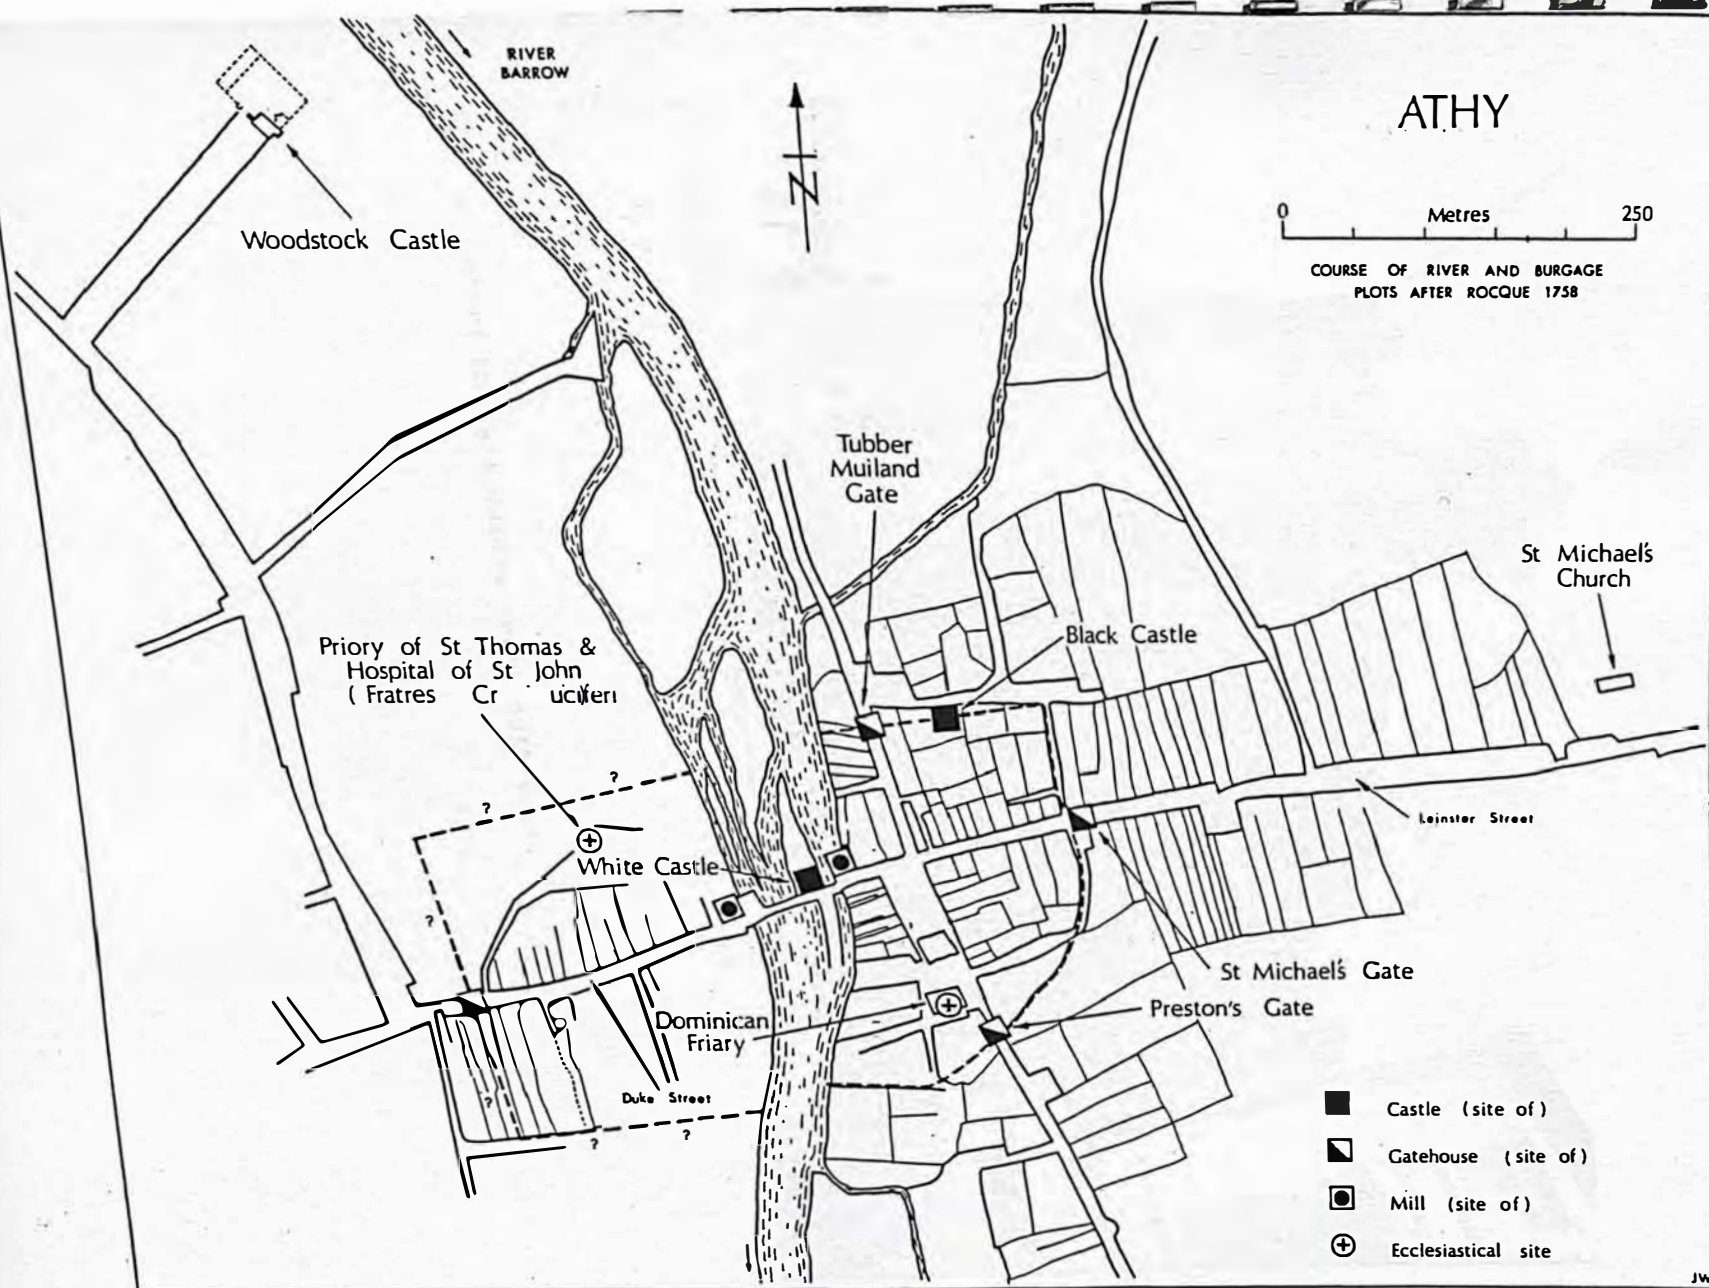 RIVER
BARROW
N
ATHY
0 Metres 250
COURSE OF RIVER AND BURGAGE
PLOTS AFTER ROCQUE 1758
Woodstock Castle
Tubber
Muiland
Gate
St Michael's
Church
Black Castle
Priory of St Thomas &
Hospital of St John
( Fratres Cr uciferi
?
?
?
White Castle
Leinster Street
St Michael's Gate
Preston's Gate
Dominican
Friary
Duke Street
?
?
?
Castle (site of)
Gatehouse (site of)
Mill (site of)
Ecclesiastical site
JW